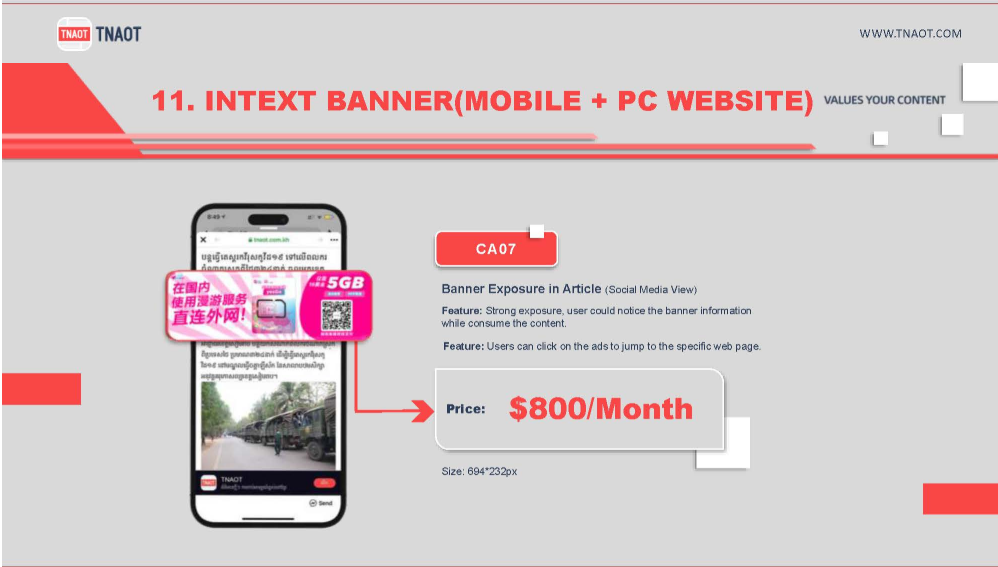 TNAOT TNAOT
WWW.TNAOT.COM
11. INTEXT BANNER(MOBILE + PC WEBSITE)
VALUES YOUR CONTENT
tnaot.com.kh
在国内
使用漫游服务
直连外网!
5GB
CA07
Banner Exposure in Article (Social Media View)
Feature: Strong exposure, user could notice the banner information
while consume the content.
Feature: Users can click on the ads to jump to the specific web page.
Price: $800/Month
Size: 694*232px
TNAOT TNAOT
Send